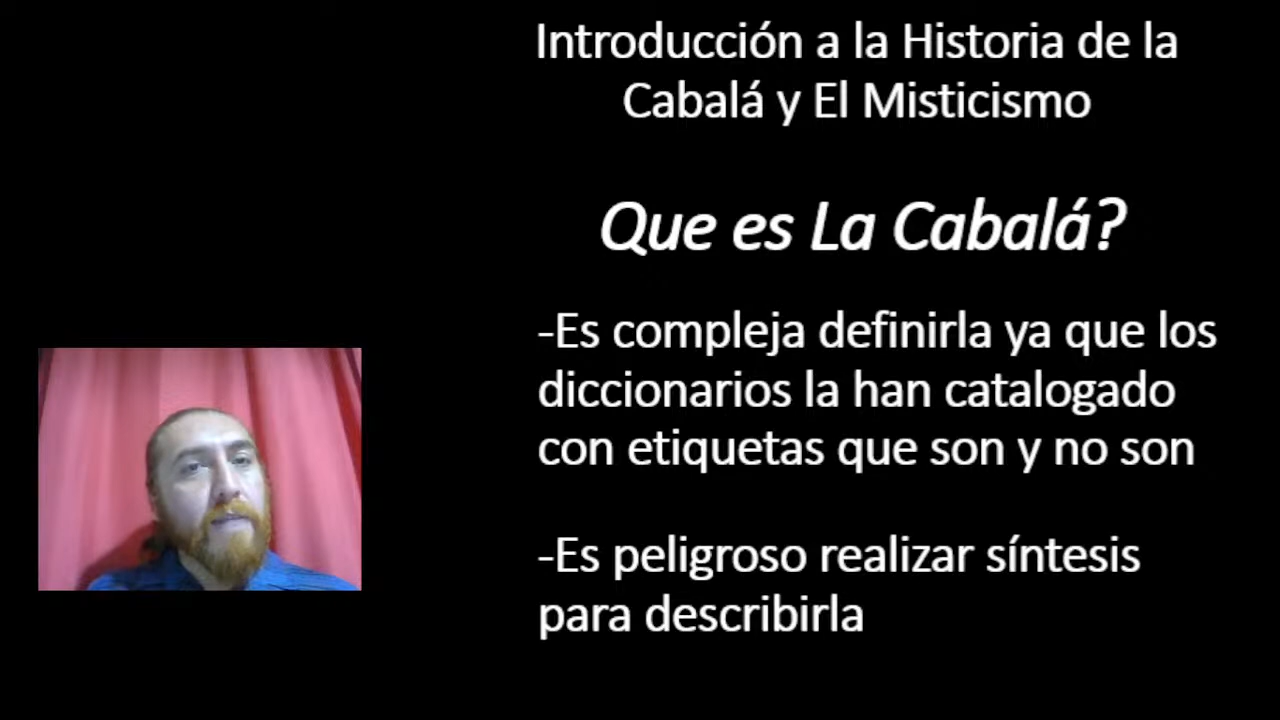 Introducción a la Historia de la
Cabalá y El Misticismo
Que es La Cabalá?
-Es compleja definirla ya que los
diccionarios la han catalogado
con etiquetas que son y no son
-Es peligroso realizar síntesis
para describirla